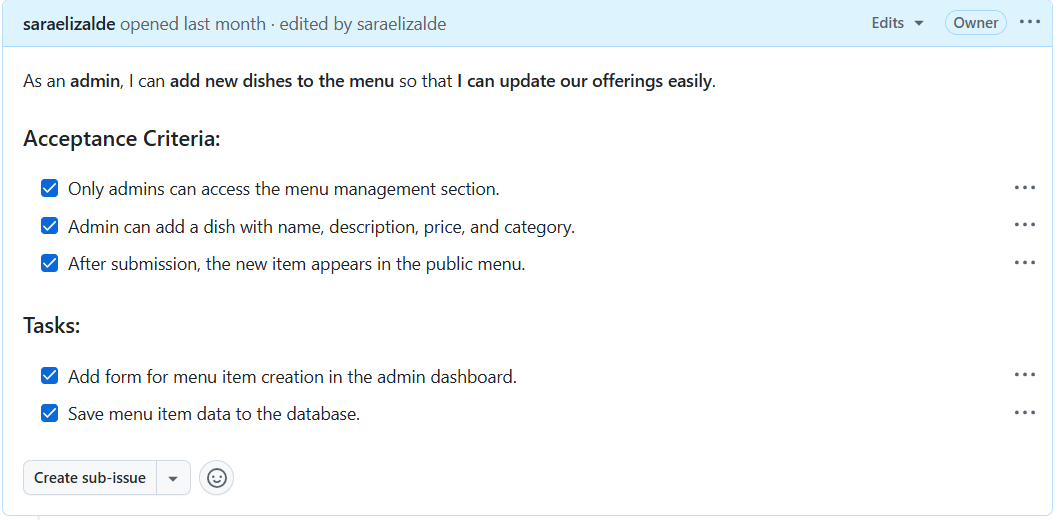 saraelizalde opened last month · edited by saraelizalde Edits Owner
As an admin, I can add new dishes to the menu so that I can update our offerings easily.
Acceptance Criteria:
Only admins can access the menu management section.
Admin can add a dish with name, description, price, and category.
After submission, the new item appears in the public menu.
Tasks:
Add form for menu item creation in the admin dashboard.
Save menu item data to the database.
Create sub-issue